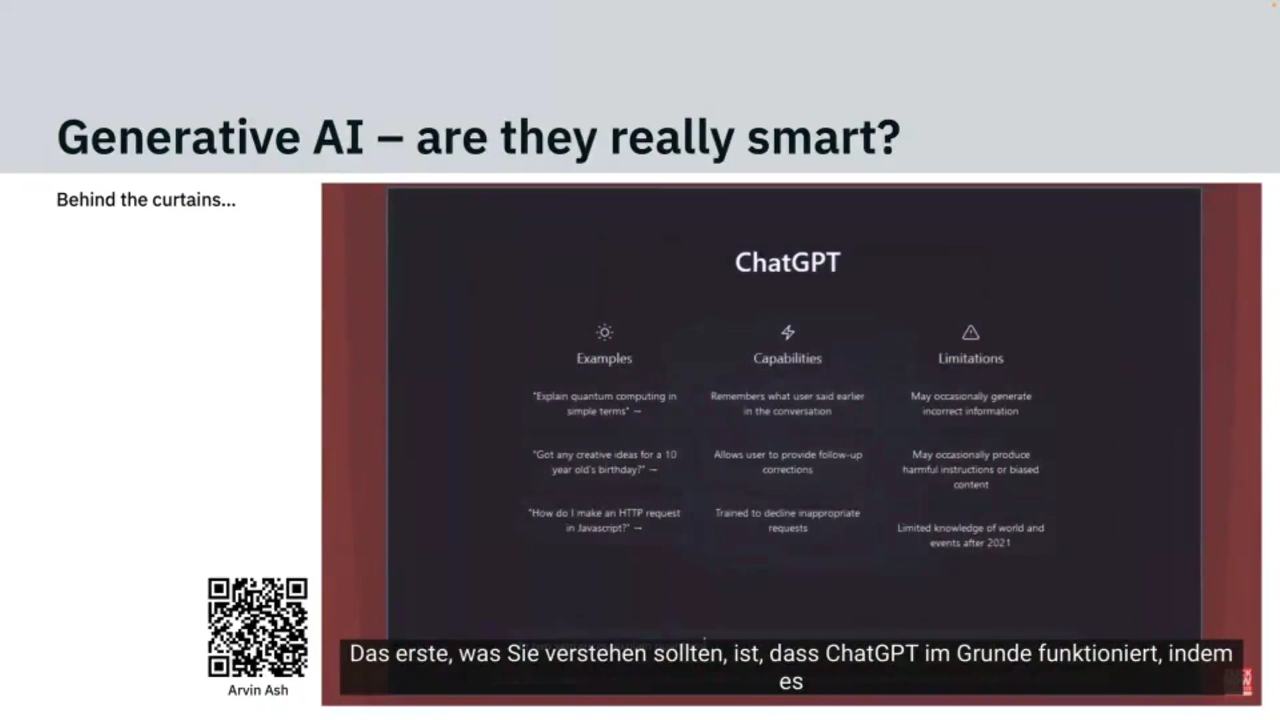 Generative AI – are they really smart?
Behind the curtains...
ChatGPT
Examples
"Explain quantum computing in
simple terms" →
"Got any creative ideas for a 10
year old's birthday?" →
"How do I make an HTTP request
in Javascript?" →
Capabilities
Remembers what user said earlier
in the conversation
Allows user to provide follow-up
corrections
Trained to decline inappropriate
requests
Limitations
May occasionally generate
incorrect information
May occasionally produce
harmful instructions or biased
content
Limited knowledge of world and
events after 2021
Das erste, was Sie verstehen sollten, ist, dass ChatGPT im Grunde funktioniert, indem
es
Arvin Ash